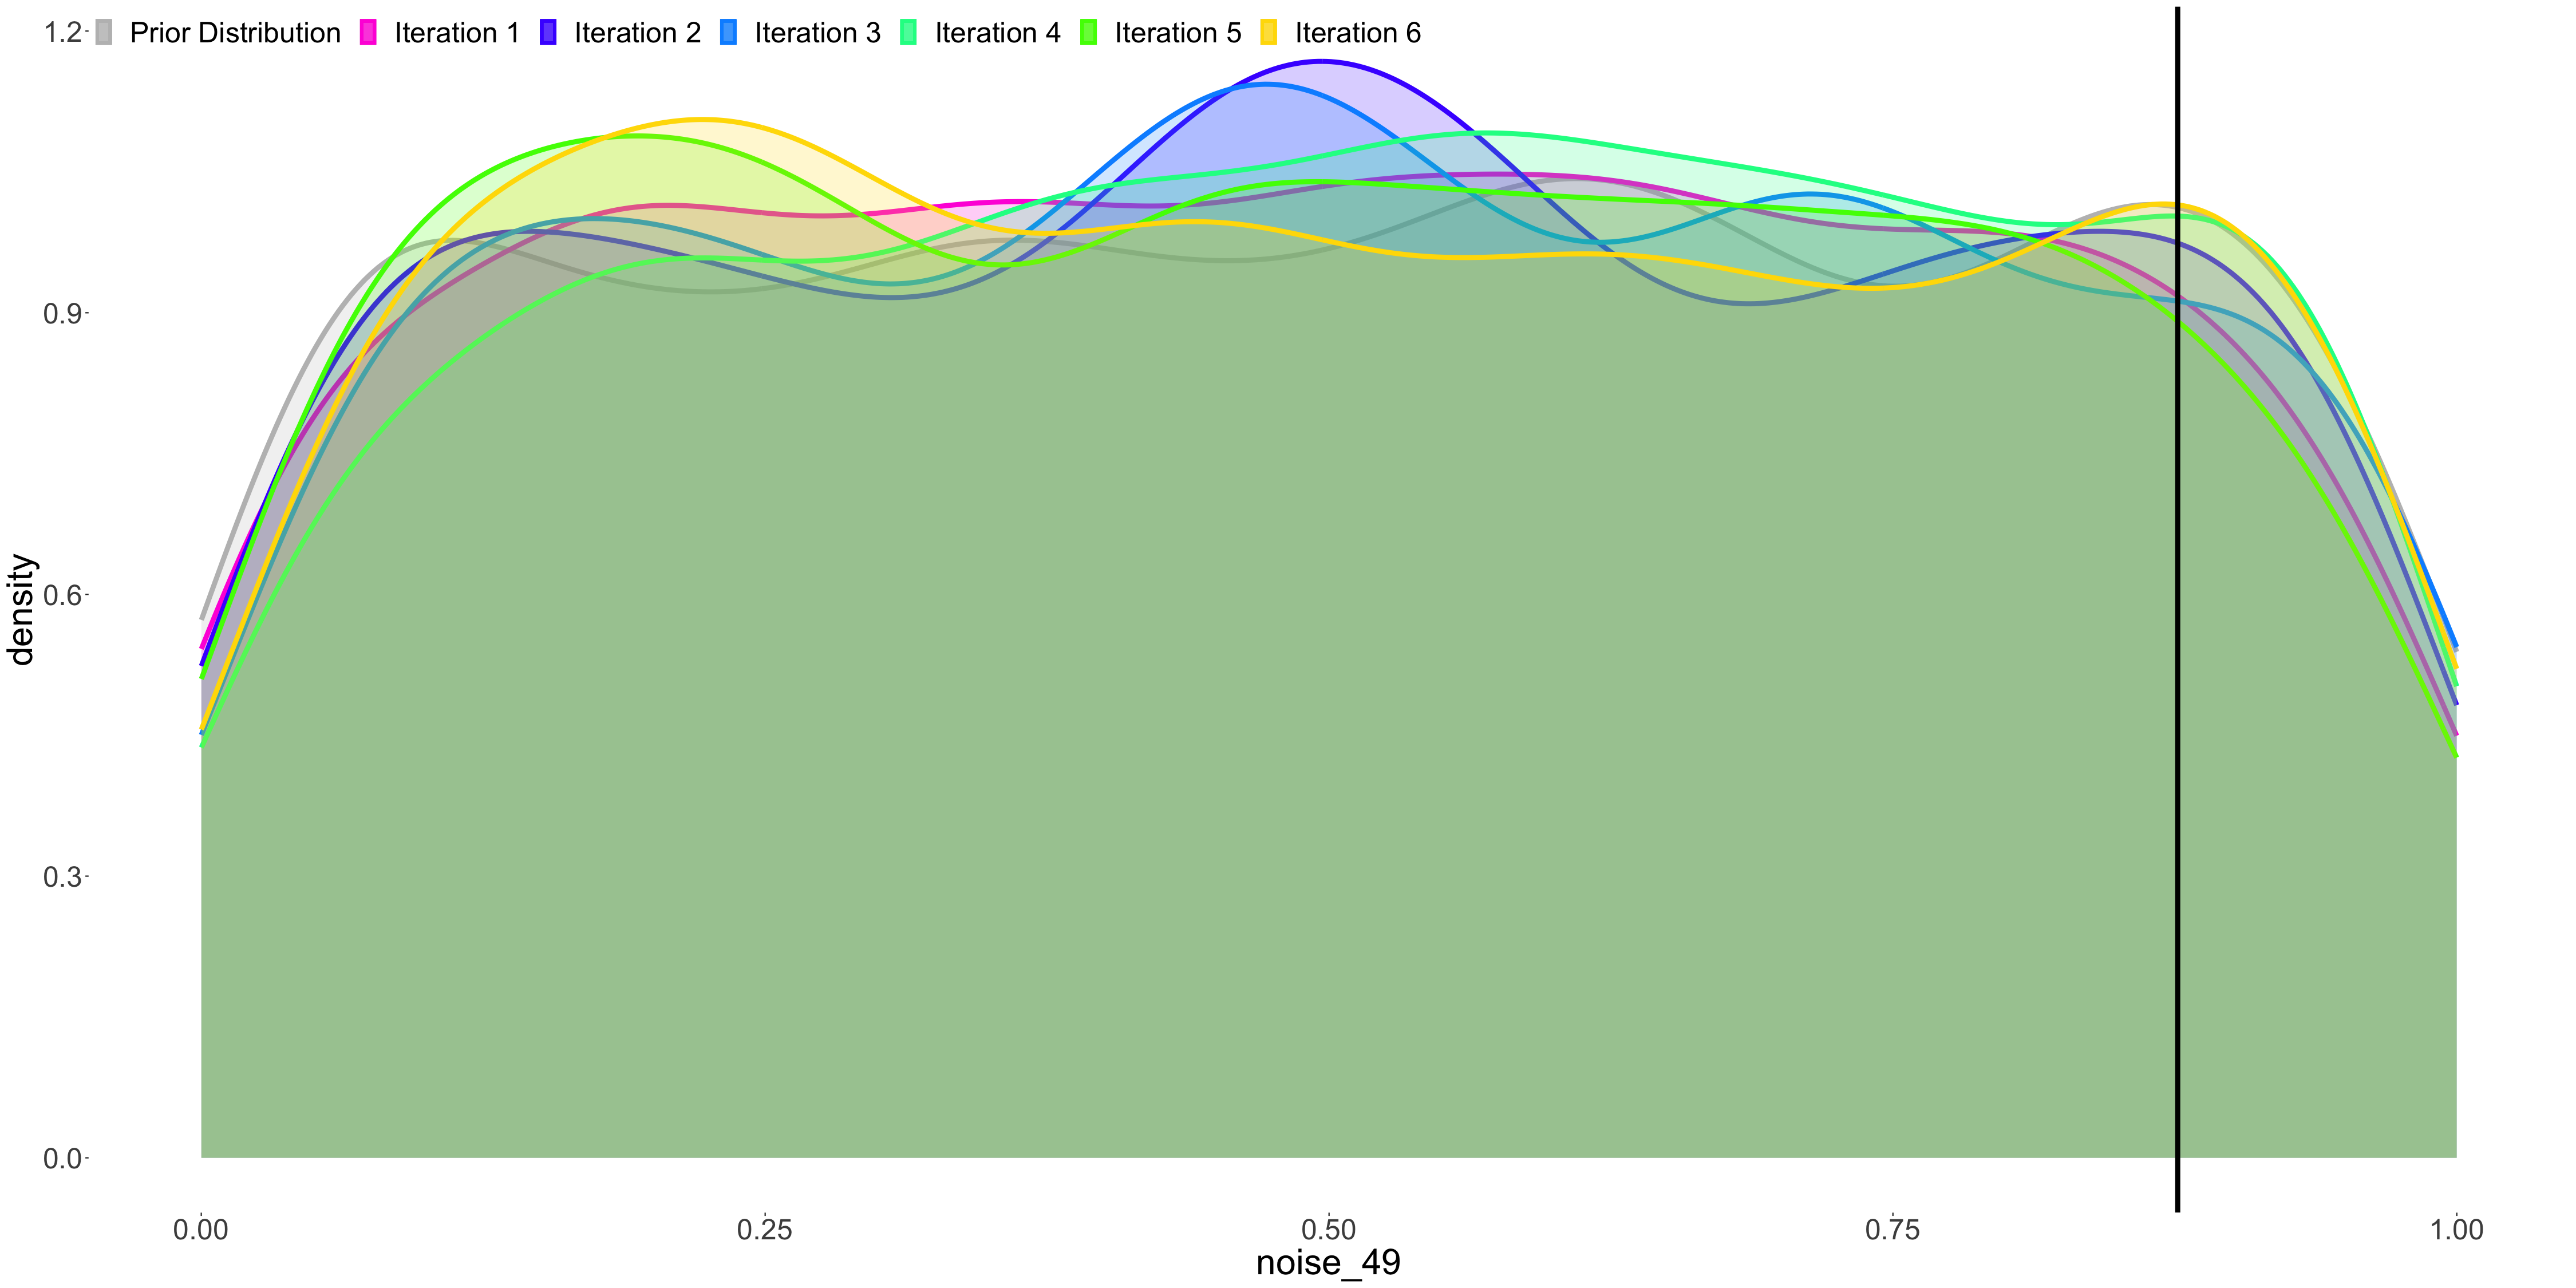 Prior Distribution Iteration 1 Iteration 2 Iteration 3 Iteration 4 Iteration 5 Iteration 6
1.2
0.9
0.6
0.3
0.0
density
0.00 0.25 0.50 0.75 1.00
noise_49